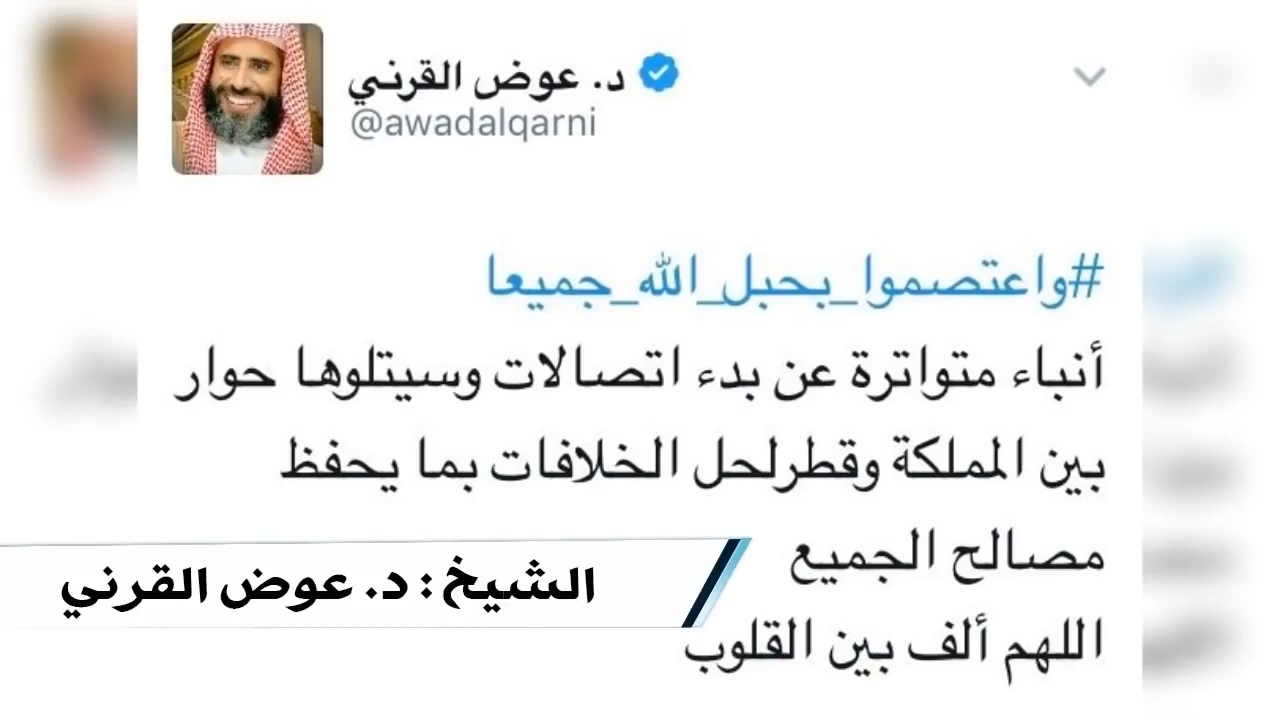 د. عوض القرني
@awadalqarni
#واعتصموا_بحبل_الله_جميعا
أنباء متواترة عن بدء اتصالات وسيتلوها حوار
بين المملكة وقطرلحل الخلافات بما يحفظ
مصالح الجميع
اللهم ألف بين القلوب
الشيخ : د. عوض القرني